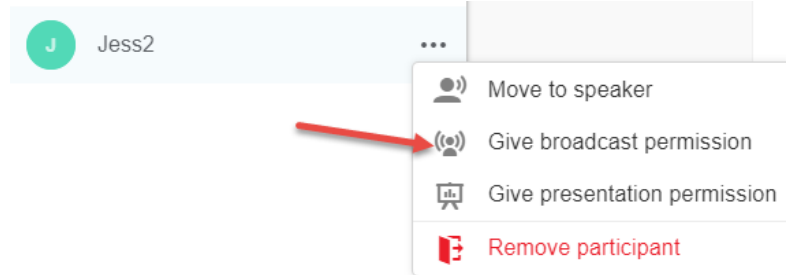 J
Jess2
Move to speaker
Give broadcast permission
Give presentation permission
Remove participant